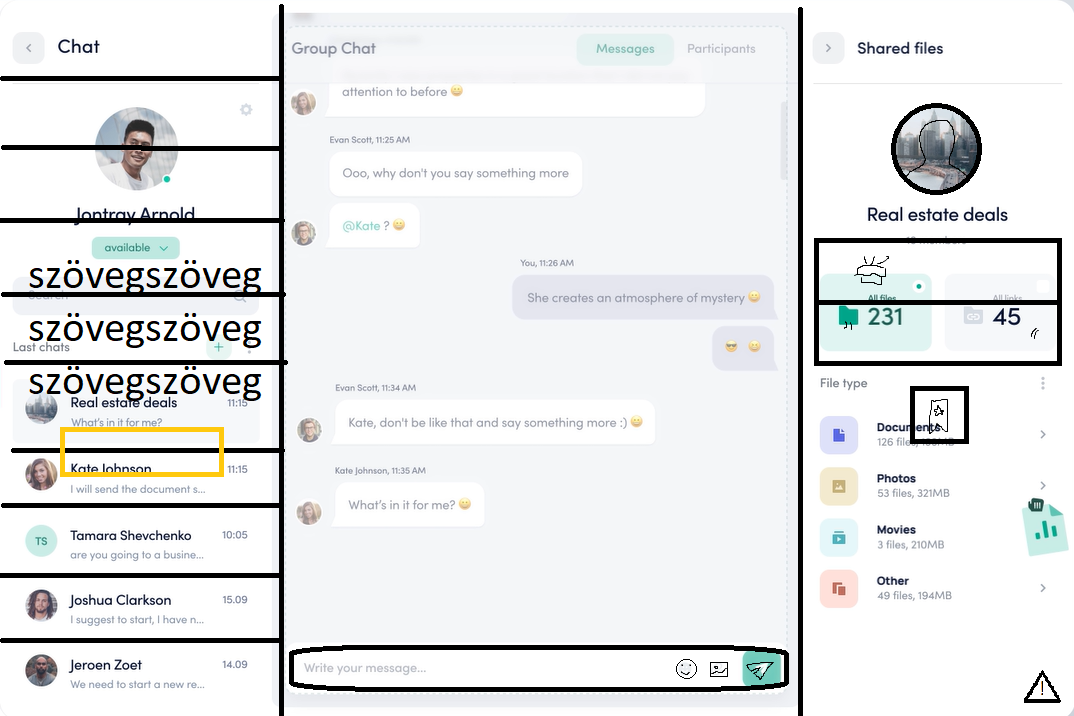 Chat
Jontray Arnold
available
szövegszöveg
Search
szövegszöveg
Last chats
szövegszöveg
Real estate deals 11:15
What's in it for me?
Kate Johnson 11:15
I will send the document s...
TS
Tamara Shevchenko 10:05
are you going to a busine...
Joshua Clarkson 15.09
I suggest to start, I have n...
Jeroen Zoet 14.09
We need to start a new re...
Group Chat
Messages
Participants
attention to before 😀
Evan Scott, 11:25 AM
Ooo, why don't you say something more
@Kate ? 😀
You, 11:26 AM
She creates an atmosphere of mystery 😀
😎 😀
Evan Scott, 11:34 AM
Kate, don't be like that and say something more :) 😀
Kate Johnson, 11:35 AM
What's in it for me? 😀
Write your message...
Shared files
Real estate deals
members
All files
231
All links
45
File type
Documents
126 files,
Photos
53 files, 321MB
Movies
3 files, 210MB
Other
49 files, 194MB